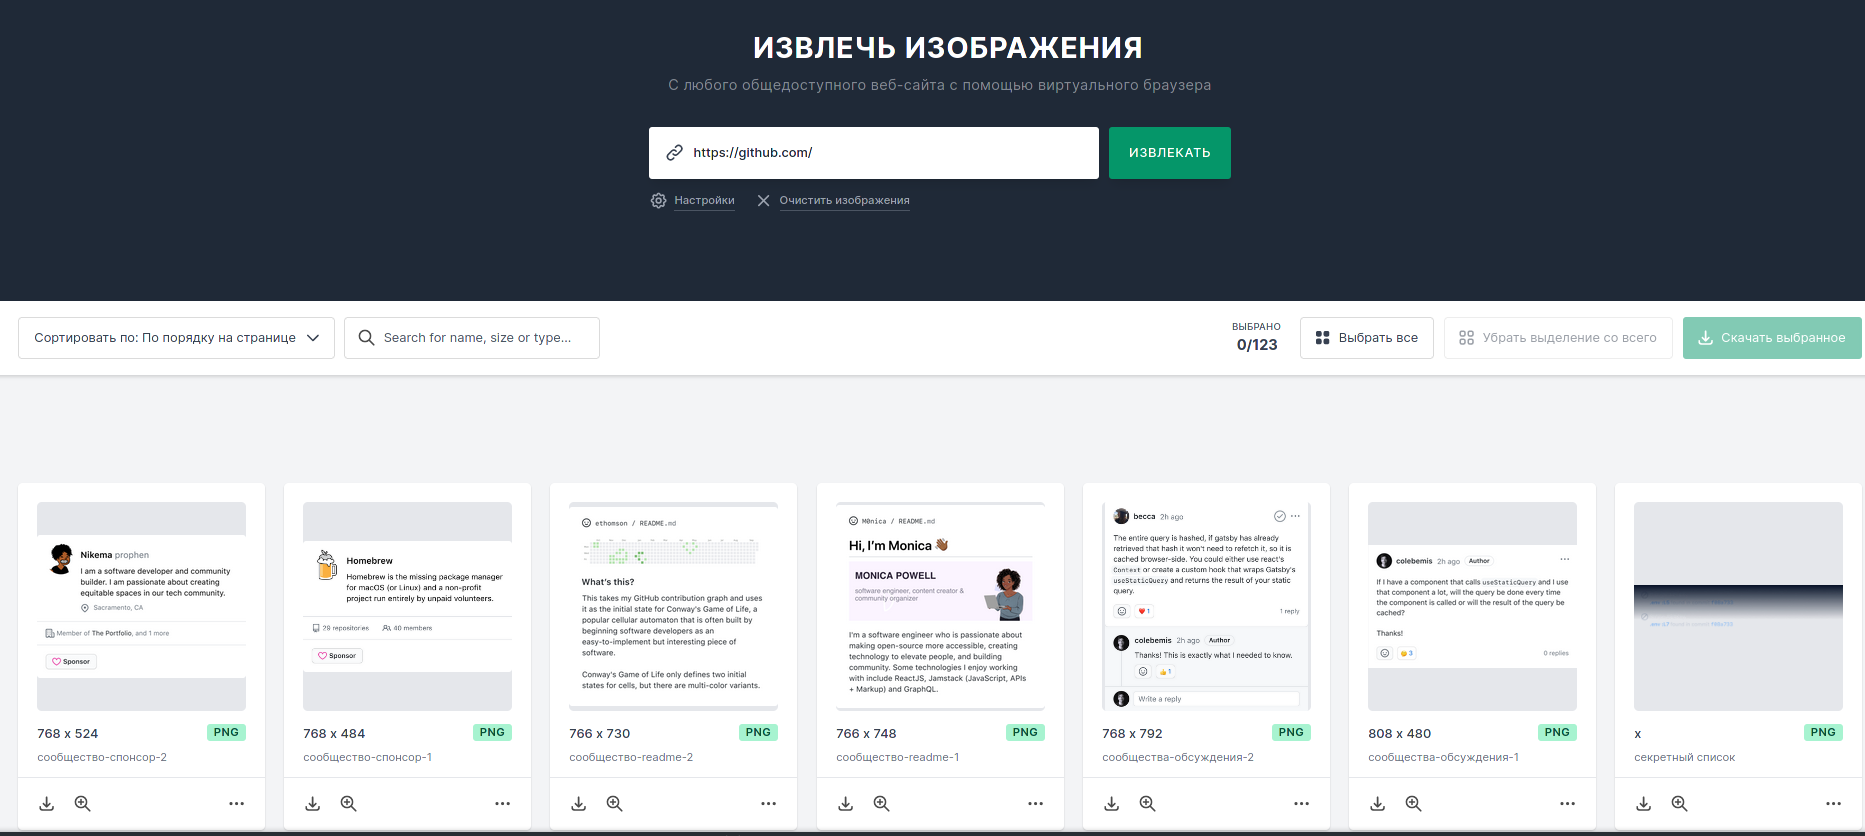 ИЗВЛЕЧЬ ИЗОБРАЖЕНИЯ
С любого общедоступного веб-сайта с помощью виртуального браузера
https://github.com/
ИЗВЛЕКАТЬ
Настройки
Очистить изображения
Сортировать по: По порядку на странице
Search for name, size or type...
ВЫБРАНО
0/123
Выбрать все
Убрать выделение со всего
Скачать выбранное
Nikema prophen
I am a software developer and community
builder. I am passionate about creating
equitable spaces in our tech community.
Sacramento, CA
Member of The Portfolio, and 1 more
Sponsor
768 x 524
PNG
сообщество-спонсор-2
Homebrew
Homebrew is the missing package manager
for macOS (or Linux) and a non-profit
project run entirely by unpaid volunteers.
29 repositories
40 members
Sponsor
768 x 484
PNG
сообщество-спонсор-1
ethomson / README.md
What's this?
This takes my GitHub contribution graph and uses
it as the initial state for Conway's Game of Life, a
popular cellular automaton that is often built by
beginning software developers as an
easy-to-implement but interesting piece of
software.
Conway's Game of Life only defines two initial
states for cells, but there are multi-color variants.
766 x 730
PNG
сообщество-readme-2
M0nica / README.md
Hi, I'm Monica
MONICA POWELL
software engineer, content creator &
community organizer
I'm a software engineer who is passionate about
making open-source more accessible, creating
technology to elevate people, and building
community. Some technologies I enjoy working
with include ReactJS, Jamstack (JavaScript, APIs
+ Markup) and GraphQL.
766 x 748
PNG
сообщество-readme-1
becca 2h ago
The entire query is hashed, if gatsby has already
retrieved that hash it won't need to refetch it, so it is
cached browser-side. You could either use react's
Context or create a custom hook that wraps Gatsby's
useStaticQuery and returns the result of your static
query.
1
1 reply
colebemis 2h ago Author
Thanks! This is exactly what I needed to know.
1
Write a reply
768 x 792
PNG
сообщества-обсуждения-2
colebemis 2h ago Author
If I have a component that calls useStaticQuery and I use
that component a lot, will the query be done every time
the component is called or will the result of the query be
cached?
Thanks!
3
0 replies
808 x 480
PNG
сообщества-обсуждения-1
x
PNG
секретный список